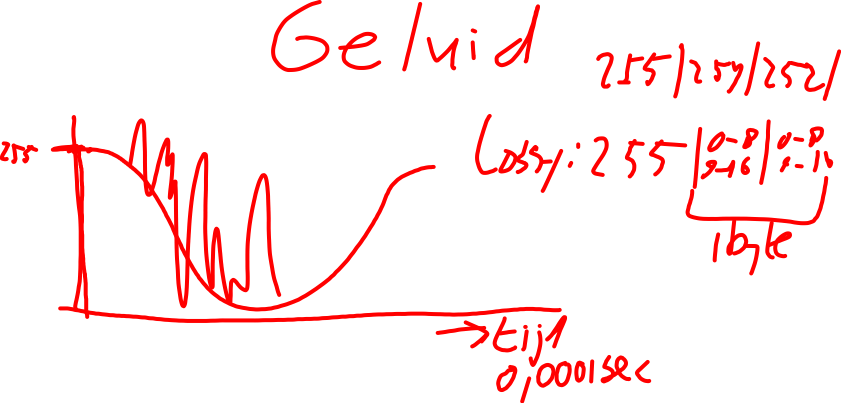 Geluid
255/254/252/
255
Lossy: 255 | 0-8 | 0-8
9-16 | 9-16
1byte
→ tijd
0,0001sec